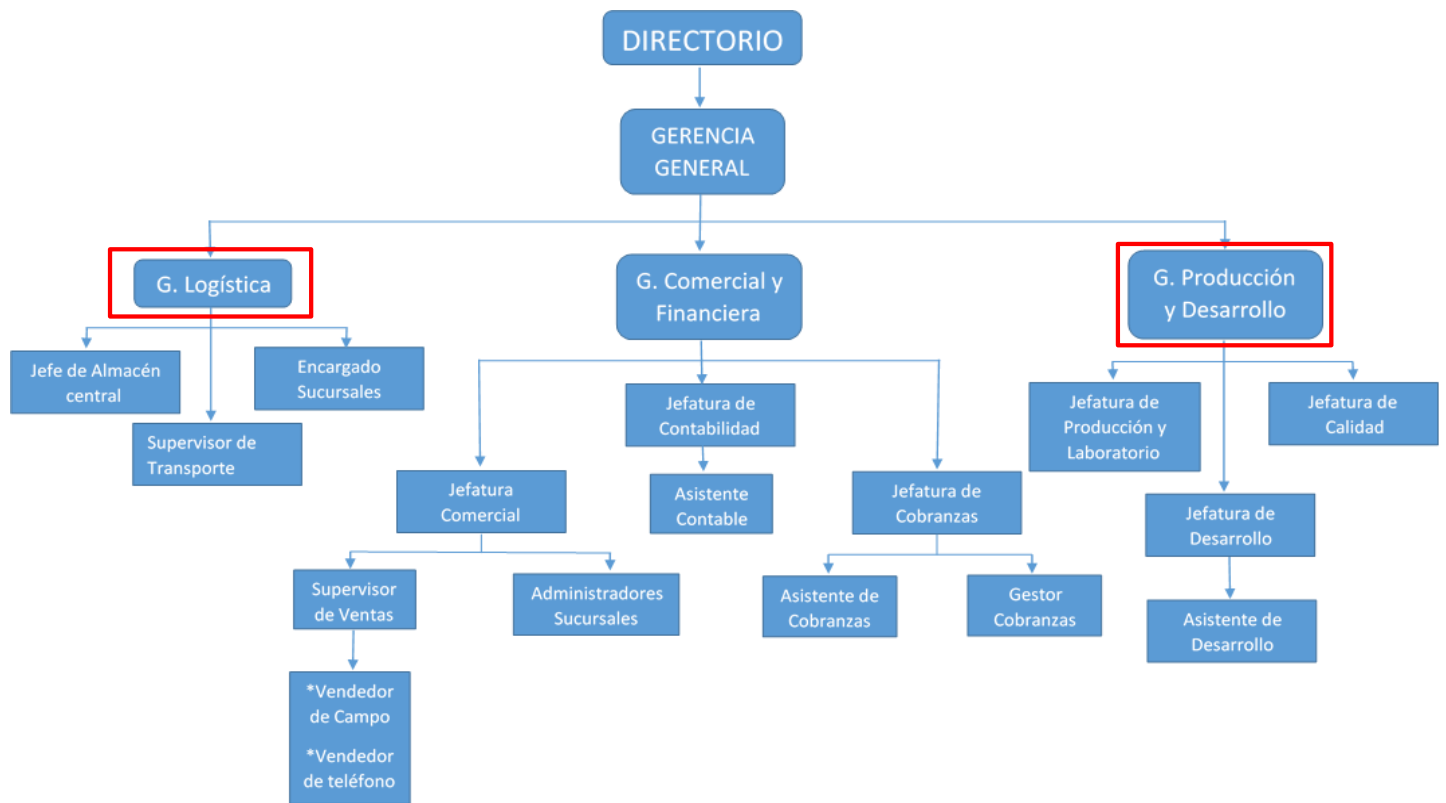 DIRECTORIO
GERENCIA
GENERAL
G. Logística
G. Comercial y
Financiera
G. Producción
y Desarrollo
Jefe de Almacén
central
Encargado
Sucursales
Supervisor de
Transporte
Jefatura de
Contabilidad
Asistente
Contable
Jefatura
Comercial
Jefatura de
Cobranzas
Supervisor
de Ventas
Administradores
Sucursales
*Vendedor
de Campo
*Vendedor
de teléfono
Asistente de
Cobranzas
Gestor
Cobranzas
Jefatura de
Producción y
Laboratorio
Jefatura de
Calidad
Jefatura de
Desarrollo
Asistente de
Desarrollo